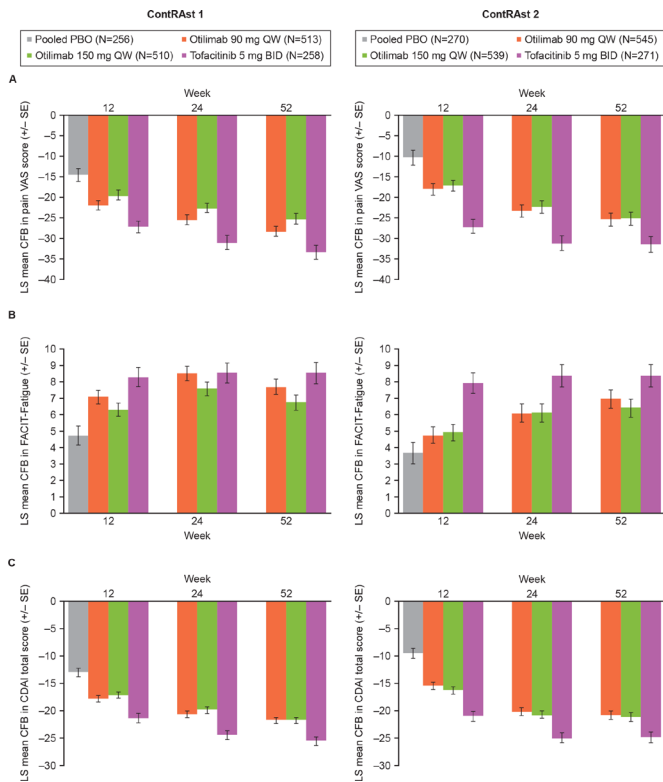 ContRAst 1
ContRAst 2
Pooled PBO (N=256) Otilimab 90 mg QW (N=513)
Otilimab 150 mg QW (N=510) Tofacitinib 5 mg BID (N=258)
Pooled PBO (N=270) Otilimab 90 mg QW (N=545)
Otilimab 150 mg QW (N=539) Tofacitinib 5 mg BID (N=271)
A
Week
12 24 52
LS mean CFB in pain VAS score (+/– SE)
0
–5
–10
–15
–20
–25
–30
–35
–40
Week
12 24 52
LS mean CFB in pain VAS score (+/– SE)
0
–5
–10
–15
–20
–25
–30
–35
–40
B
LS mean CFB in FACIT-Fatigue (+/– SE)
10
9
8
7
6
5
4
3
2
1
0
12 24 52
Week
LS mean CFB in FACIT-Fatigue (+/– SE)
10
9
8
7
6
5
4
3
2
1
0
12 24 52
Week
C
Week
12 24 52
LS mean CFB in CDAI total score (+/– SE)
0
–5
–10
–15
–20
–25
–30
Week
12 24 52
LS mean CFB in CDAI total score (+/– SE)
0
–5
–10
–15
–20
–25
–30